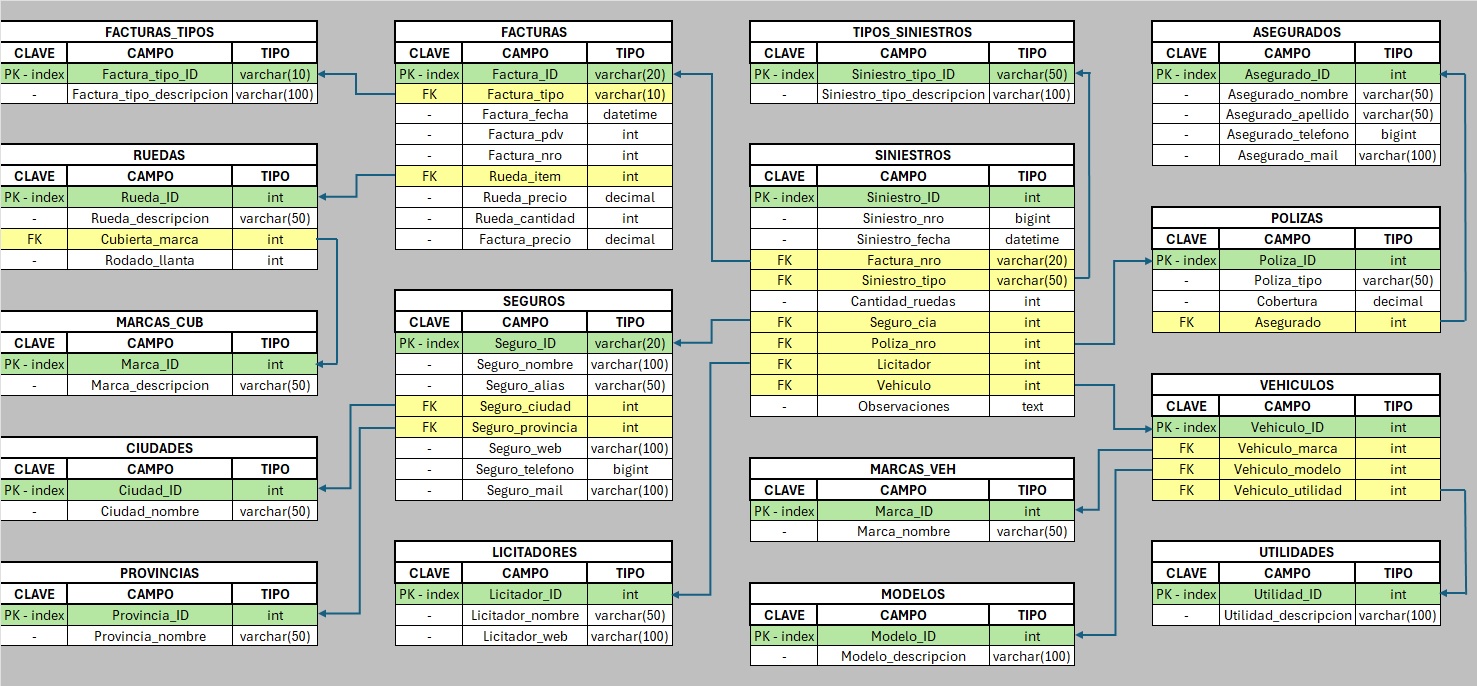 FACTURAS_TIPOS
CLAVE CAMPO TIPO
PK - index Factura_tipo_ID varchar(10)
- Factura_tipo_descripcion varchar(100)
RUEDAS
CLAVE CAMPO TIPO
PK - index Rueda_ID int
- Rueda_descripcion varchar(50)
FK Cubierta_marca int
- Rodado_llanta int
MARCAS_CUB
CLAVE CAMPO TIPO
PK - index Marca_ID int
- Marca_descripcion varchar(50)
CIUDADES
CLAVE CAMPO TIPO
PK - index Ciudad_ID int
- Ciudad_nombre varchar(50)
PROVINCIAS
CLAVE CAMPO TIPO
PK - index Provincia_ID int
- Provincia_nombre varchar(50)
FACTURAS
CLAVE CAMPO TIPO
PK - index Factura_ID varchar(20)
FK Factura_tipo varchar(10)
- Factura_fecha datetime
- Factura_pdv int
- Factura_nro int
FK Rueda_item int
- Rueda_precio decimal
- Rueda_cantidad int
- Factura_precio decimal
SEGUROS
CLAVE CAMPO TIPO
PK - index Seguro_ID varchar(20)
- Seguro_nombre varchar(100)
- Seguro_alias varchar(50)
FK Seguro_ciudad int
FK Seguro_provincia int
- Seguro_web varchar(100)
- Seguro_telefono bigint
- Seguro_mail varchar(100)
LICITADORES
CLAVE CAMPO TIPO
PK - index Licitador_ID int
- Licitador_nombre varchar(50)
- Licitador_web varchar(100)
TIPOS_SINIESTROS
CLAVE CAMPO TIPO
PK - index Siniestro_tipo_ID varchar(50)
- Siniestro_tipo_descripcion varchar(100)
SINIESTROS
CLAVE CAMPO TIPO
PK - index Siniestro_ID int
- Siniestro_nro bigint
- Siniestro_fecha datetime
FK Factura_nro varchar(20)
FK Siniestro_tipo varchar(50)
- Cantidad_ruedas int
FK Seguro_cia int
FK Poliza_nro int
FK Licitador int
FK Vehiculo int
- Observaciones text
MARCAS_VEH
CLAVE CAMPO TIPO
PK - index Marca_ID int
- Marca_nombre varchar(50)
MODELOS
CLAVE CAMPO TIPO
PK - index Modelo_ID int
- Modelo_descripcion varchar(100)
ASEGURADOS
CLAVE CAMPO TIPO
PK - index Asegurado_ID int
- Asegurado_nombre varchar(50)
- Asegurado_apellido varchar(50)
- Asegurado_telefono bigint
- Asegurado_mail varchar(100)
POLIZAS
CLAVE CAMPO TIPO
PK - index Poliza_ID int
- Poliza_tipo varchar(50)
- Cobertura decimal
FK Asegurado int
VEHICULOS
CLAVE CAMPO TIPO
PK - index Vehiculo_ID int
FK Vehiculo_marca int
FK Vehiculo_modelo int
FK Vehiculo_utilidad int
UTILIDADES
CLAVE CAMPO TIPO
PK - index Utilidad_ID int
- Utilidad_descripcion varchar(100)